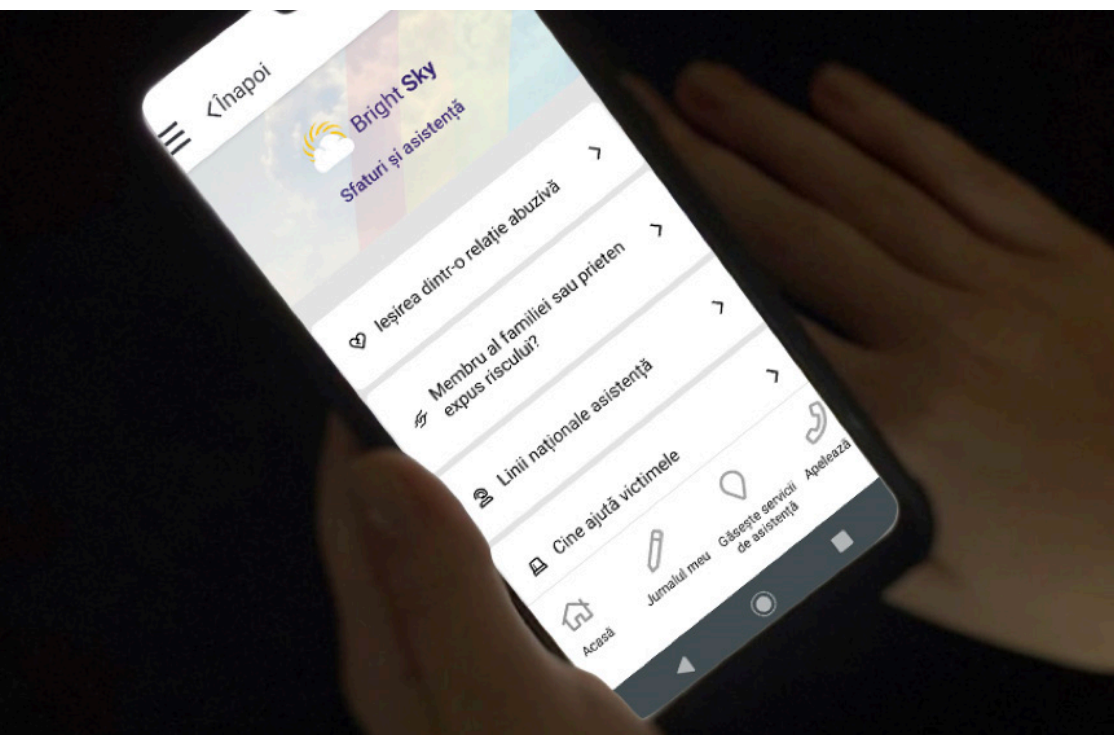 <Înapoi
Bright Sky
Sfaturi și asistență
Ieșirea dintr-o relație abuzivă
Membru al familiei sau prieten
expus riscului?
Linii naționale asistență
Cine ajută victimele
Acasă
Jurnalul meu
Găsește servicii
de asistență
Apelează